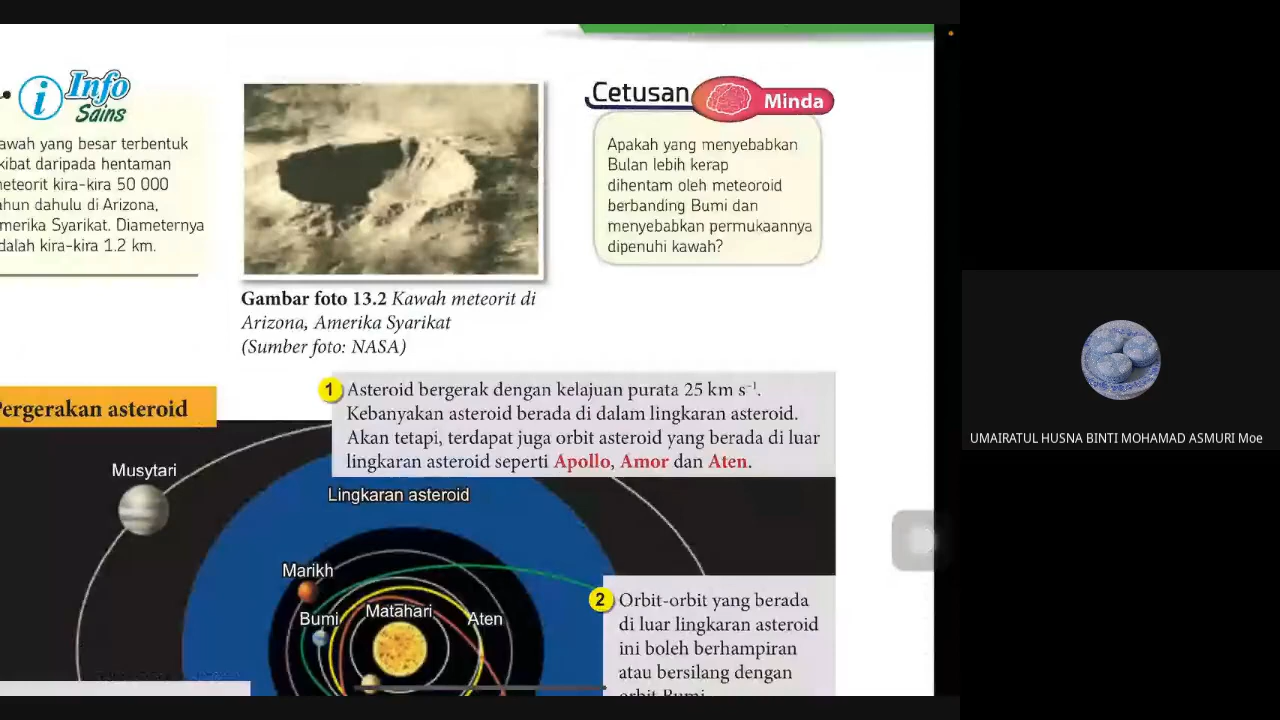 Info
Sains
awah yang besar terbentuk
kibat daripada hentaman
eteorit kira-kira 50 000
ahun dahulu di Arizona,
merika Syarikat. Diameternya
dalah kira-kira 1.2 km.
Gambar foto 13.2 Kawah meteorit di
Arizona, Amerika Syarikat
(Sumber foto: NASA)
Cetusan Minda
Apakah yang menyebabkan
Bulan lebih kerap
dihentam oleh meteoroid
berbanding Bumi dan
menyebabkan permukaannya
dipenuhi kawah?
Pergerakan asteroid
1 Asteroid bergerak dengan kelajuan purata 25 km s⁻¹.
Kebanyakan asteroid berada di dalam lingkaran asteroid.
Akan tetapi, terdapat juga orbit asteroid yang berada di luar
lingkaran asteroid seperti Apollo, Amor dan Aten.
Musytari
Lingkaran asteroid
Marikh
Bumi
Matahari
Aten
2 Orbit-orbit yang berada
di luar lingkaran asteroid
ini boleh berhampiran
atau bersilang dengan
orbit Bumi.
UMAIRATUL HUSNA BINTI MOHAMAD ASMURI Moe